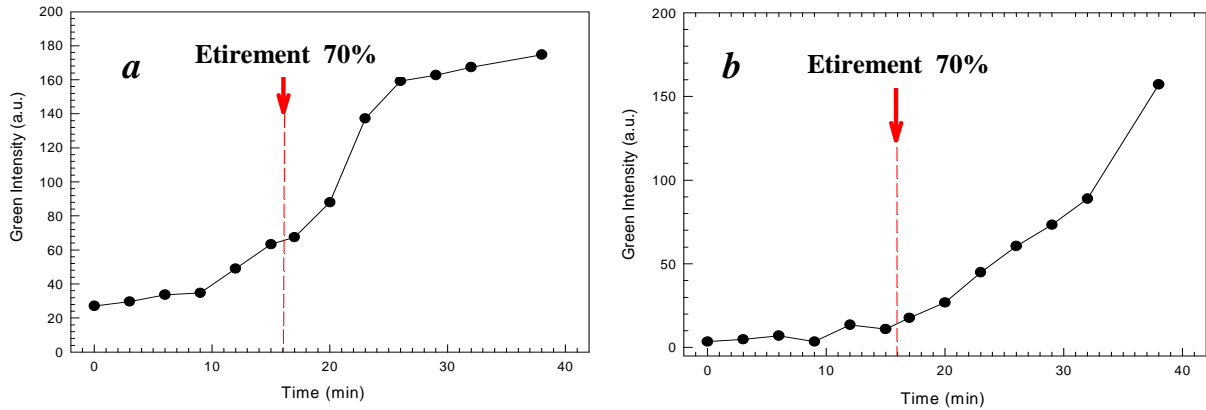 a
Etirement 70%
Green Intensity (a.u.)
200
180
160
140
120
100
80
60
40
20
0
0 10 20 30 40
Time (min)
b
Etirement 70%
Green Intensity (a.u.)
200
150
100
50
0
0 10 20 30 40
Time (min)